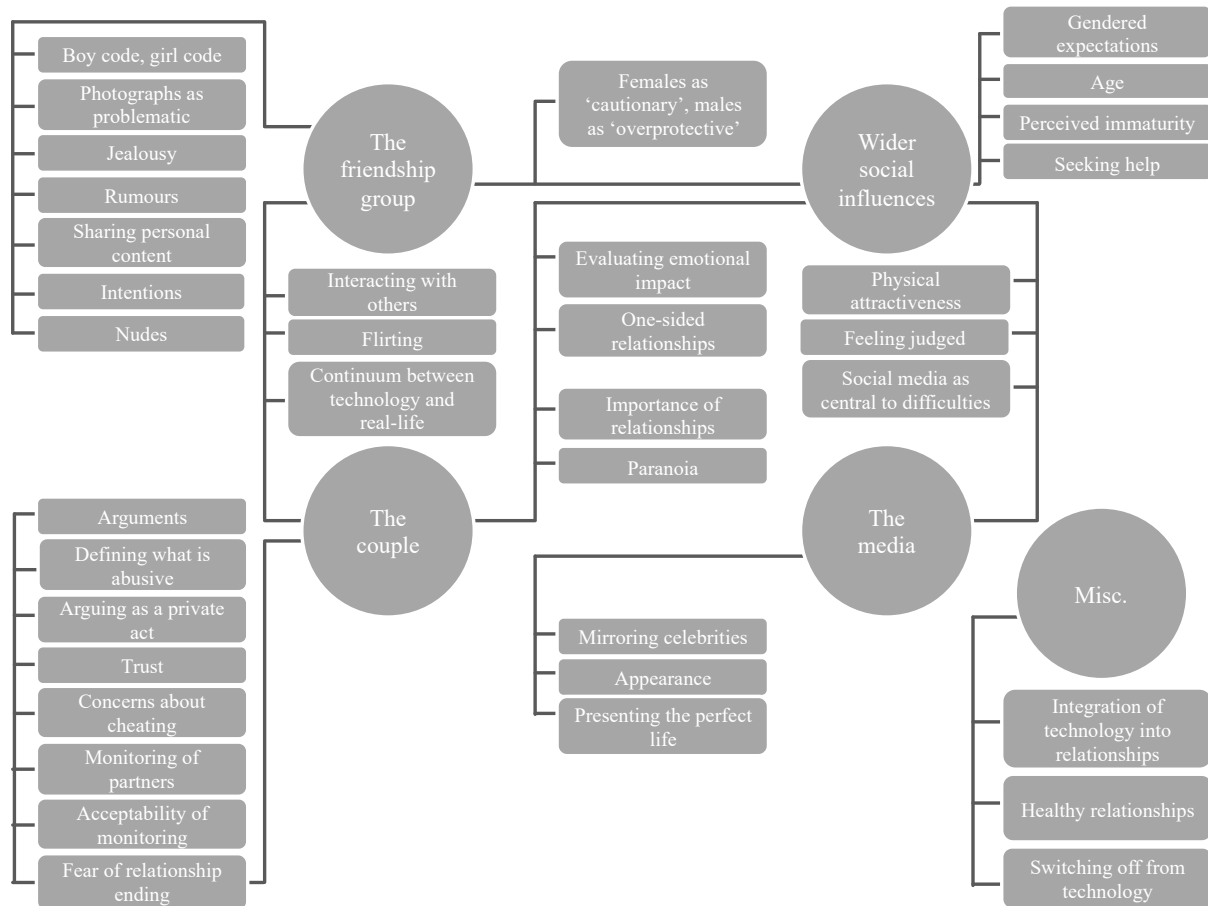 Boy code, girl code
Photographs as
problematic
Jealousy
Rumours
Sharing personal
content
Intentions
Nudes
The
friendship
group
Females as
‘cautionary’, males
as ‘overprotective’
Wider
social
influences
Gendered
expectations
Age
Perceived immaturity
Seeking help
Interacting with
others
Flirting
Continuum between
technology and
real-life
Evaluating emotional
impact
One-sided
relationships
Importance of
relationships
Paranoia
Physical
attractiveness
Feeling judged
Social media as
central to difficulties
Arguments
Defining what is
abusive
Arguing as a private
act
Trust
Concerns about
cheating
Monitoring of
partners
Acceptability of
monitoring
Fear of relationship
ending
The
couple
The
media
Mirroring celebrities
Appearance
Presenting the perfect
life
Misc.
Integration of
technology into
relationships
Healthy relationships
Switching off from
technology